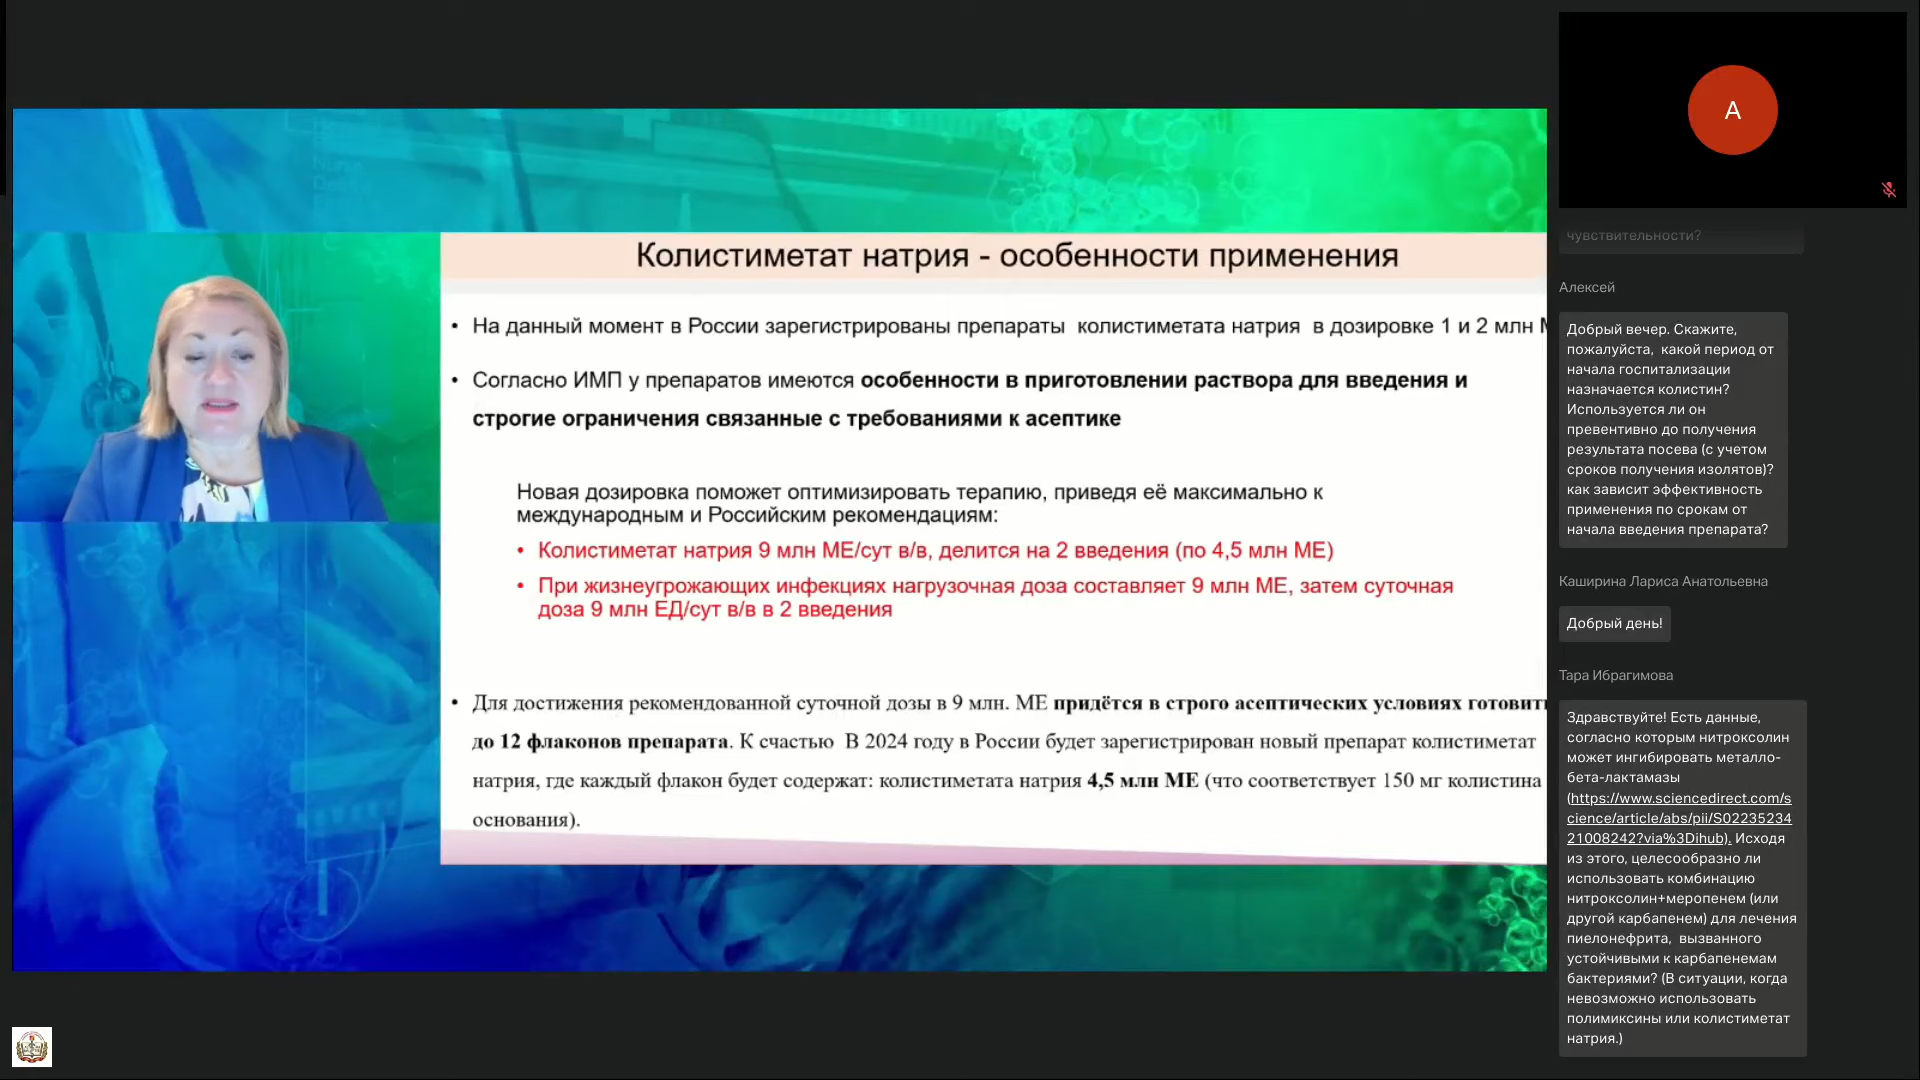 Колистиметат натрия - особенности применения
• На данный момент в России зарегистрированы препараты колистиметата натрия в дозировке 1 и 2 млн
• Согласно ИМП у препаратов имеются особенности в приготовлении раствора для введения и
строгие ограничения связанные с требованиями к асептике
Новая дозировка поможет оптимизировать терапию, приведя её максимально к
международным и Российским рекомендациям:
• Колистиметат натрия 9 млн МЕ/сут в/в, делится на 2 введения (по 4,5 млн МЕ)
• При жизнеугрожающих инфекциях нагрузочная доза составляет 9 млн МЕ, затем суточная
доза 9 млн ЕД/сут в/в в 2 введения
• Для достижения рекомендованной суточной дозы в 9 млн. МЕ придётся в строго асептических условиях готовить
до 12 флаконов препарата. К счастью В 2024 году в России будет зарегистрирован новый препарат колистиметат
натрия, где каждый флакон будет содержат: колистиметата натрия 4,5 млн МЕ (что соответствует 150 мг колистина
основания).
А
чувствительности?
Алексей
Добрый вечер. Скажите,
пожалуйста, какой период от
начала госпитализации
назначается колистин?
Используется ли он
превентивно до получения
результата посева (с учетом
сроков получения изолятов)?
как зависит эффективность
применения по срокам от
начала введения препарата?
Каширина Лариса Анатольевна
Добрый день!
Тара Ибрагимова
Здравствуйте! Есть данные,
согласно которым нитроксолин
может ингибировать металло-
бета-лактамазы
(https://www.sciencedirect.com/s
cience/article/abs/pii/S02235234
21008242?via%3Dihub). Исходя
из этого, целесообразно ли
использовать комбинацию
нитроксолин+меропенем (или
другой карбапенем) для лечения
пиелонефрита, вызванного
устойчивыми к карбапенемам
бактериями? (В ситуации, когда
невозможно использовать
полимиксины или колистиметат
натрия.)